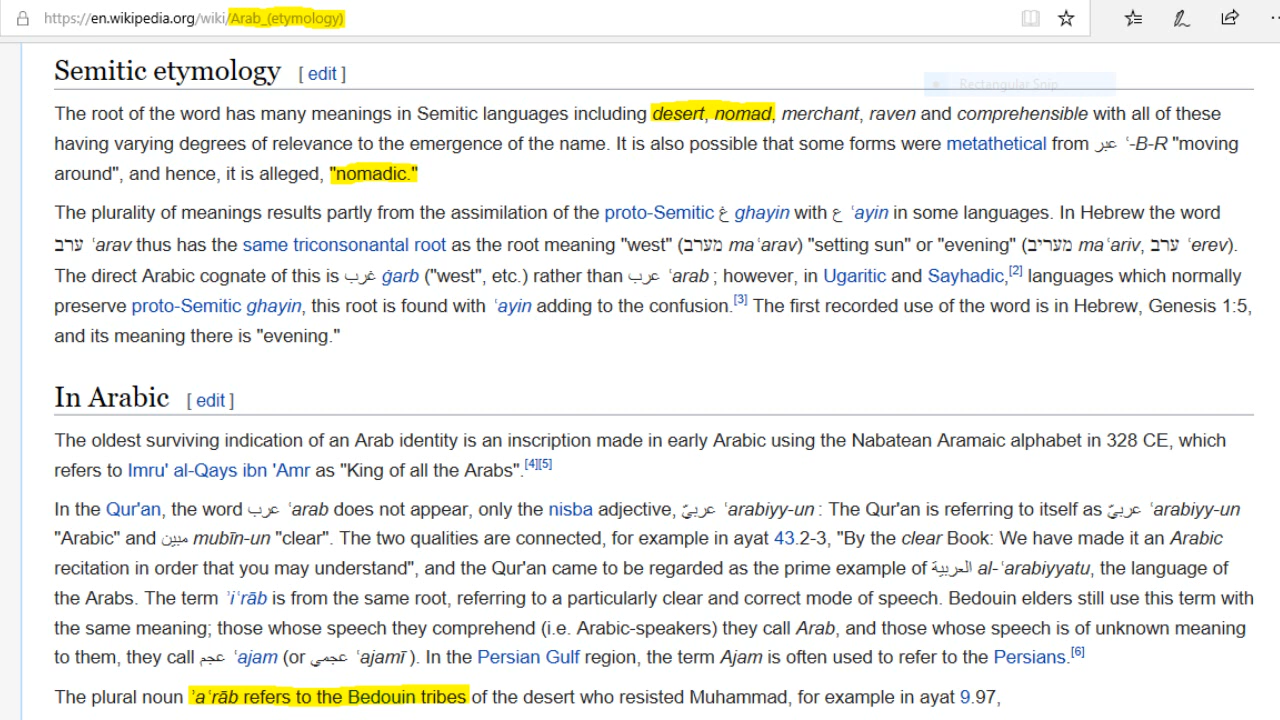 https://en.wikipedia.org/wiki/Arab_(etymology)
Rectangular Snip
Semitic etymology [ edit ]
The root of the word has many meanings in Semitic languages including desert, nomad, merchant, raven and comprehensible with all of these
having varying degrees of relevance to the emergence of the name. It is also possible that some forms were metathetical from عبر ʿ-B-R "moving
around", and hence, it is alleged, "nomadic."
The plurality of meanings results partly from the assimilation of the proto-Semitic غ ghayin with ع ʿayin in some languages. In Hebrew the word
ערב ʿarav thus has the same triconsonantal root as the root meaning "west" (מערב maʿarav) "setting sun" or "evening" (מעריב maʿariv, ערב ʿerev).
The direct Arabic cognate of this is غرب ġarb ("west", etc.) rather than عرب ʿarab; however, in Ugaritic and Sayhadic,[2] languages which normally
preserve proto-Semitic ghayin, this root is found with ʿayin adding to the confusion.[3] The first recorded use of the word is in Hebrew, Genesis 1:5,
and its meaning there is "evening."
In Arabic [ edit ]
The oldest surviving indication of an Arab identity is an inscription made in early Arabic using the Nabatean Aramaic alphabet in 328 CE, which
refers to Imru' al-Qays ibn 'Amr as "King of all the Arabs".[4][5]
In the Qur'an, the word عرب ʿarab does not appear, only the nisba adjective, عربيّ ʿarabiyy-un: The Qur'an is referring to itself as عربيّ ʿarabiyy-un
"Arabic" and مبين mubīn-un "clear". The two qualities are connected, for example in ayat 43.2-3, "By the clear Book: We have made it an Arabic
recitation in order that you may understand", and the Qur'an came to be regarded as the prime example of العربية al-ʿarabiyyatu, the language of
the Arabs. The term ʾiʿrāb is from the same root, referring to a particularly clear and correct mode of speech. Bedouin elders still use this term with
the same meaning; those whose speech they comprehend (i.e. Arabic-speakers) they call Arab, and those whose speech is of unknown meaning
to them, they call عجم ʿajam (or عجمي ʿajamī). In the Persian Gulf region, the term Ajam is often used to refer to the Persians.[6]
The plural noun ʾaʿrāb refers to the Bedouin tribes of the desert who resisted Muhammad, for example in ayat 9.97,